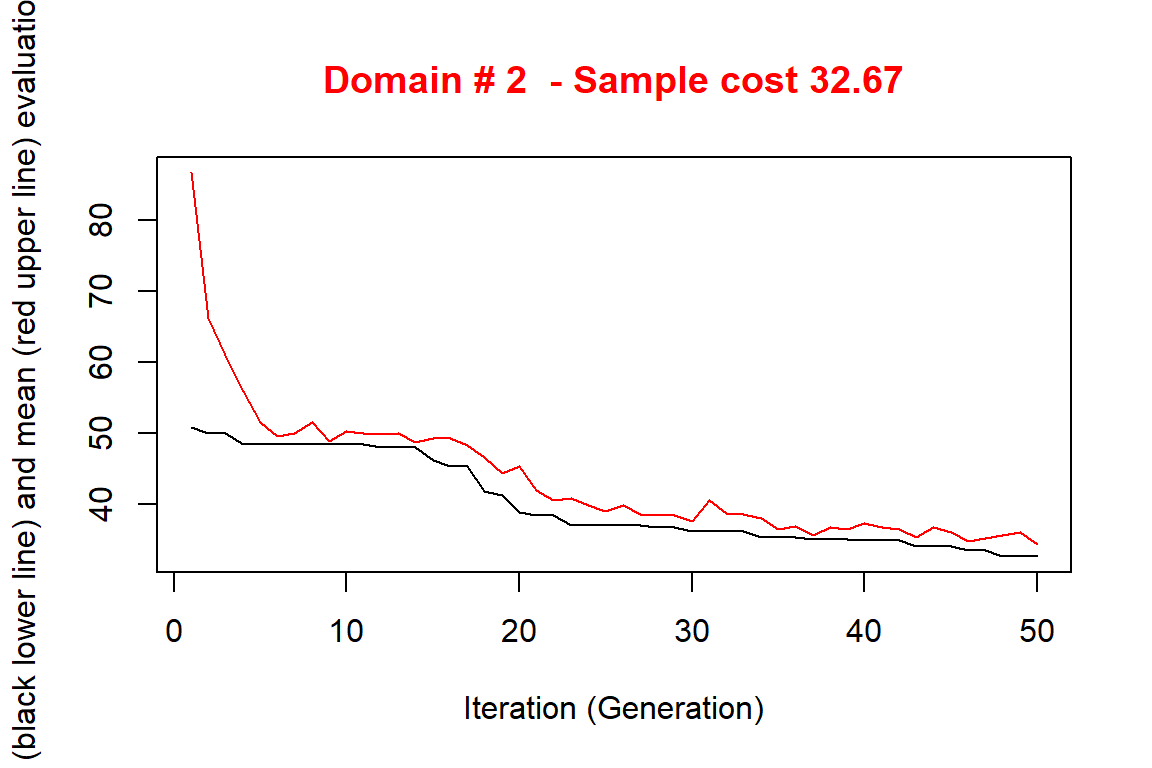 Domain # 2  - Sample cost 32.67
(black lower line) and mean (red upper line) evaluatio
80
70
60
50
40
0 10 20 30 40 50
Iteration (Generation)